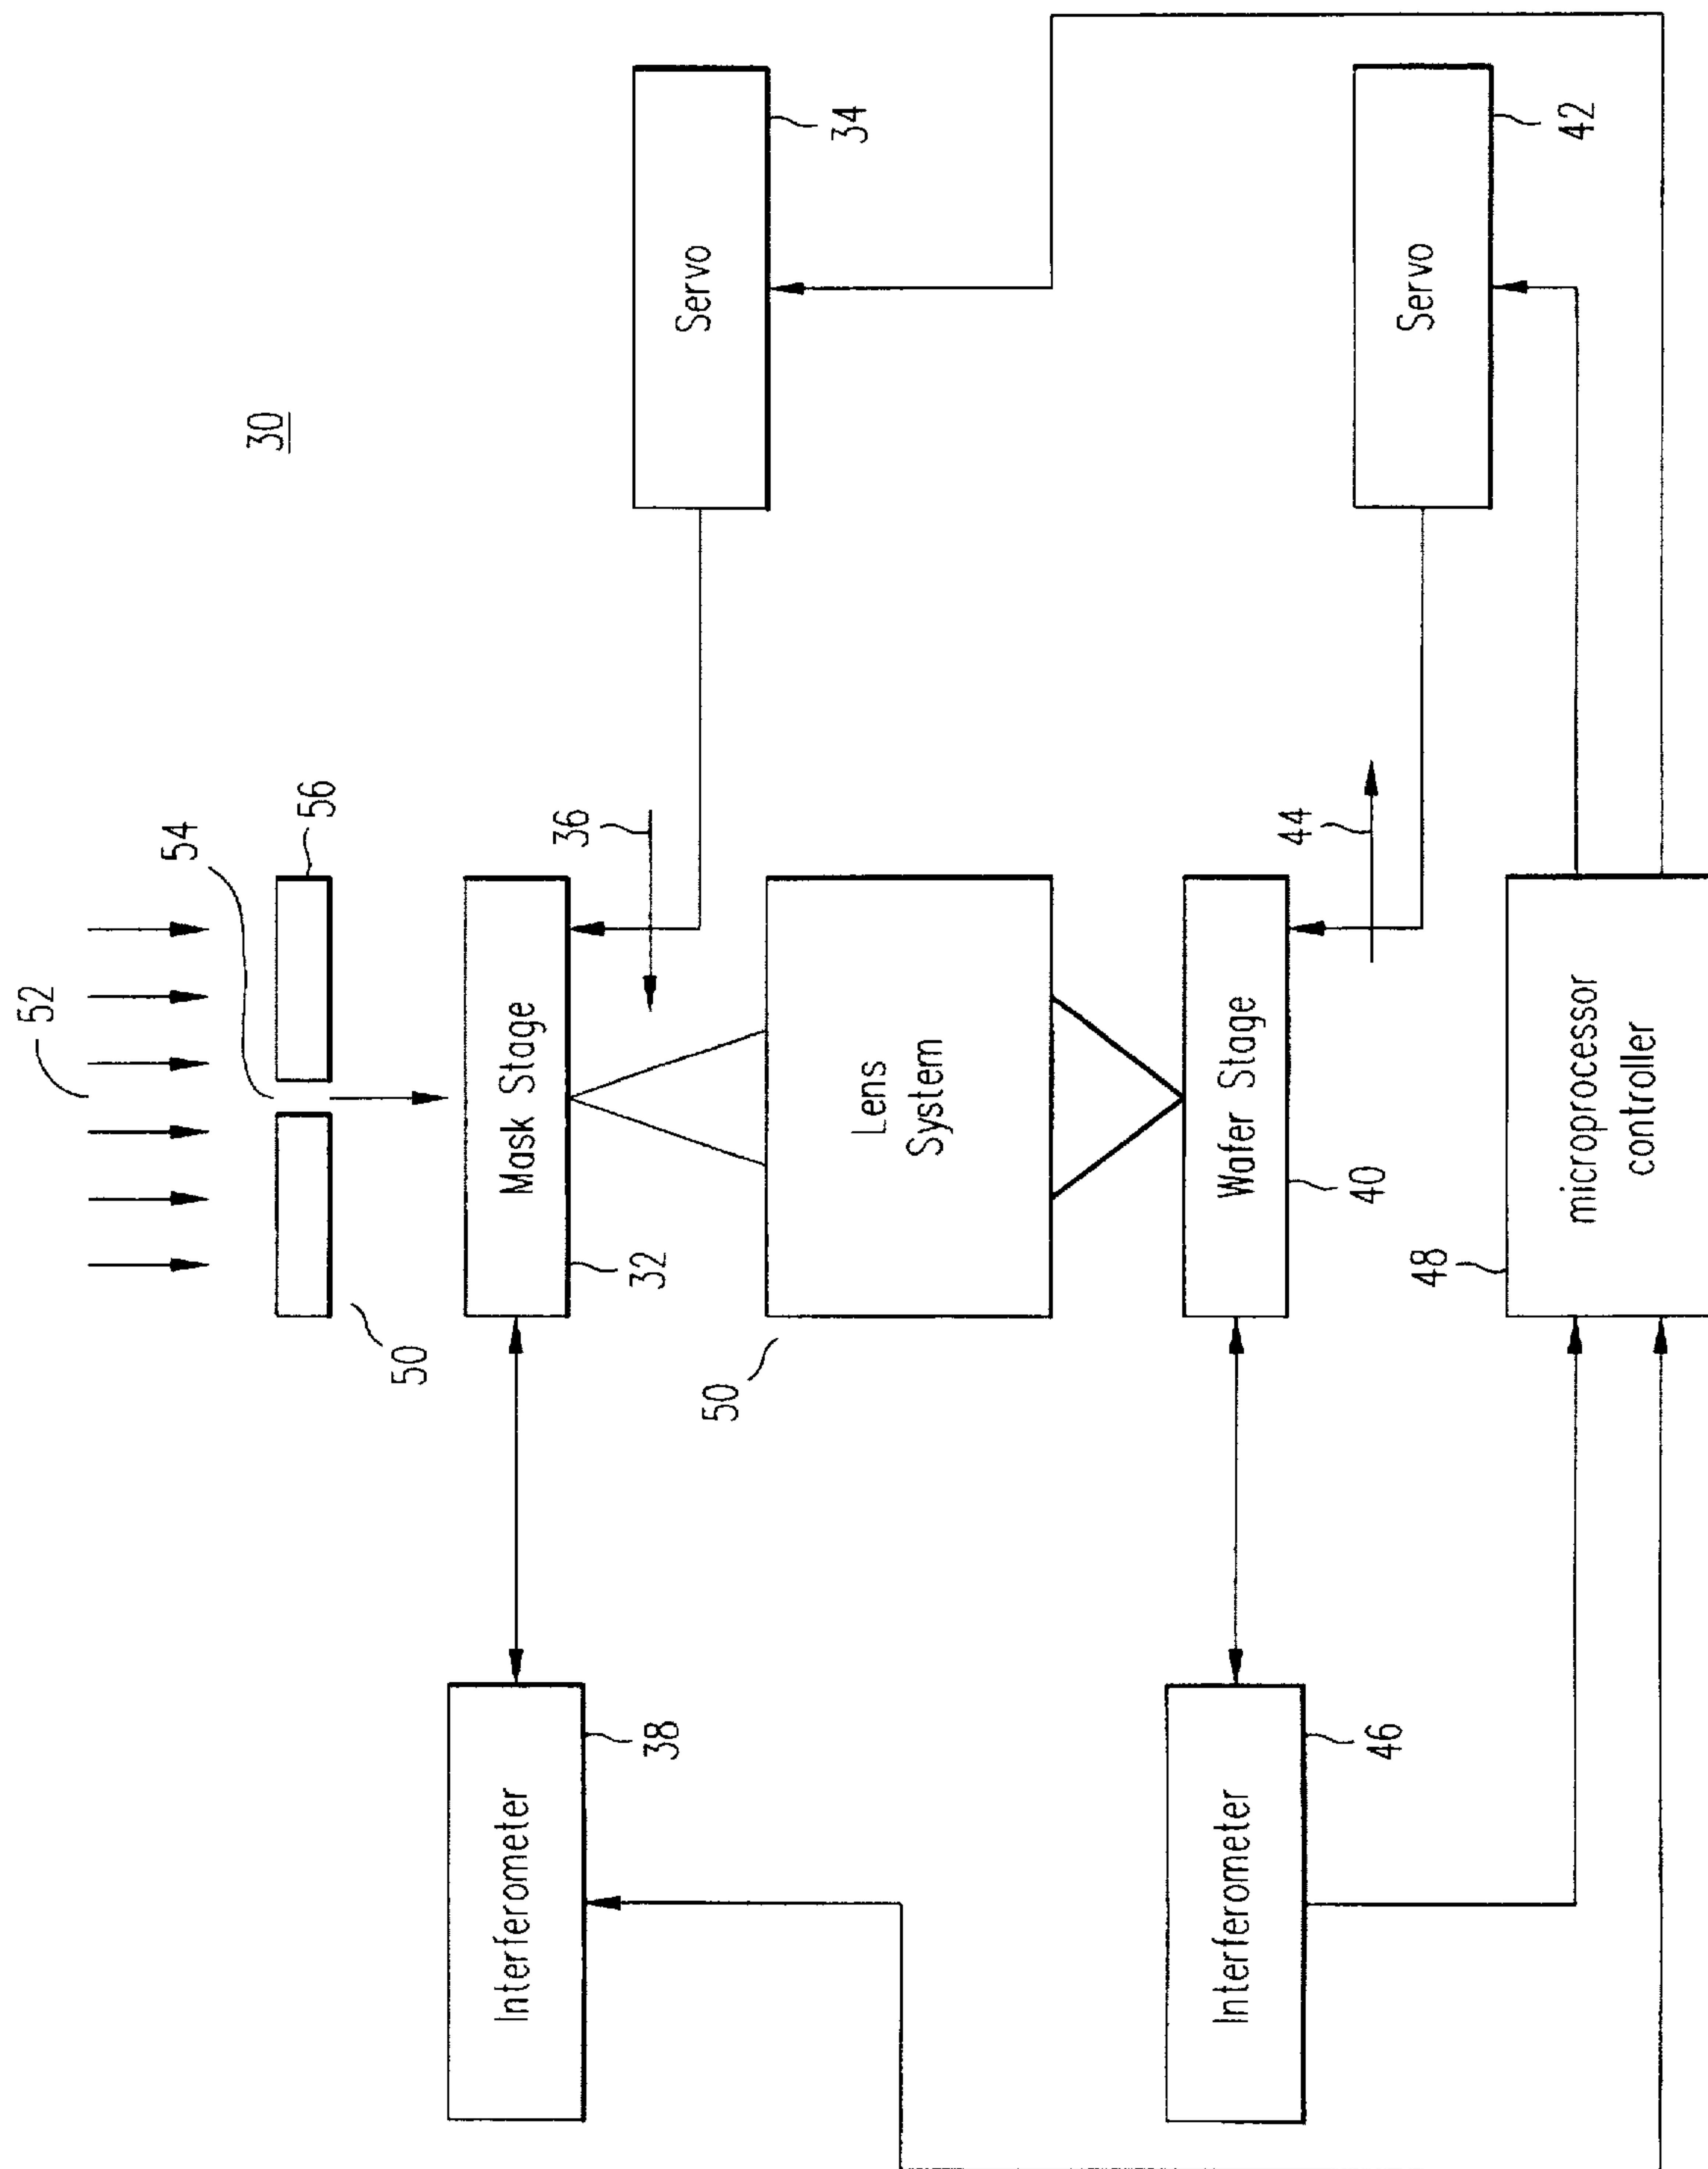 30
52
54
56
50
Mask Stage
32
36
Servo
34
Interferometer
38
Lens
System
50
Wafer Stage
40
44
Servo
42
Interferometer
46
microprocessor
controller
48